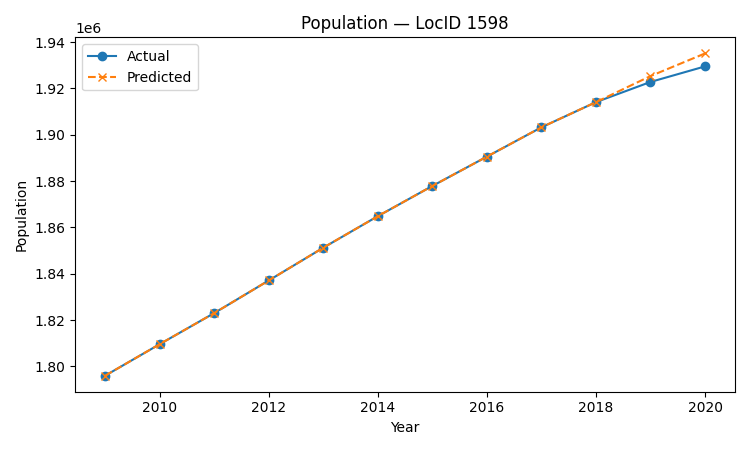 Population — LocID 1598
1e6
Actual
Predicted
1.94
1.92
1.90
1.88
1.86
1.84
1.82
1.80
Population
2010 2012 2014 2016 2018 2020
Year